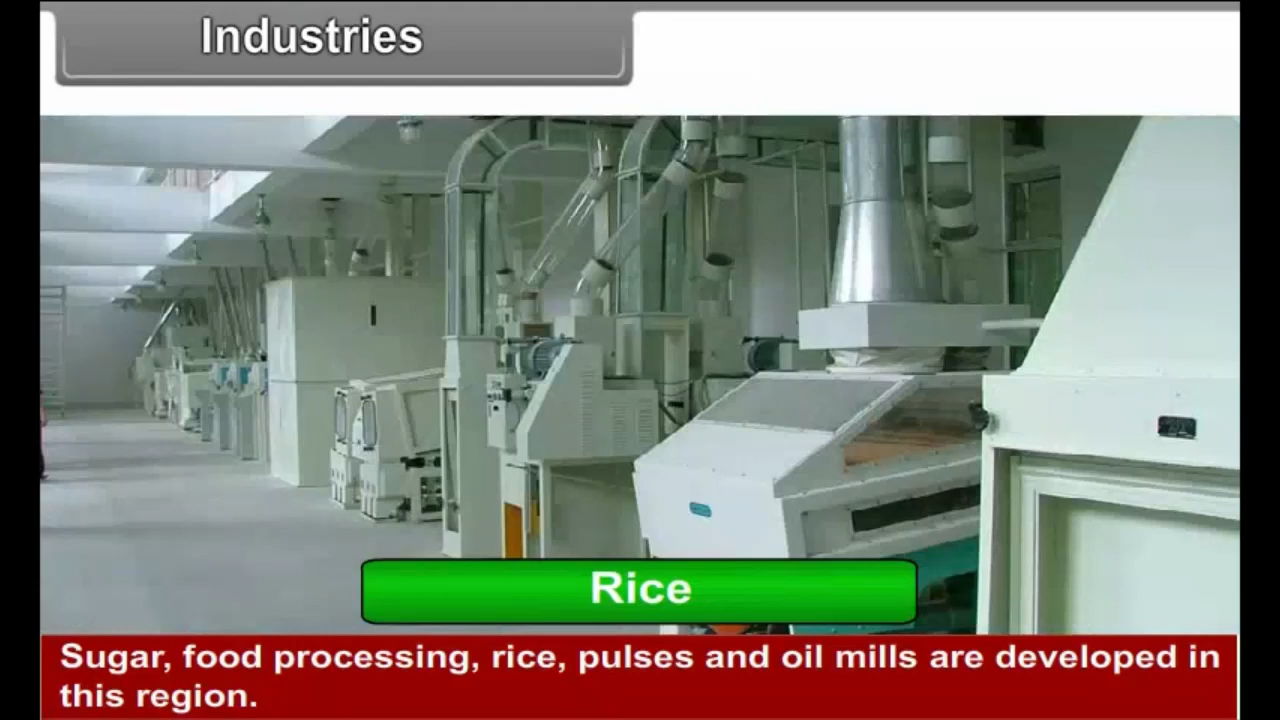 Industries
Rice
Sugar, food processing, rice, pulses and oil mills are developed in
this region.